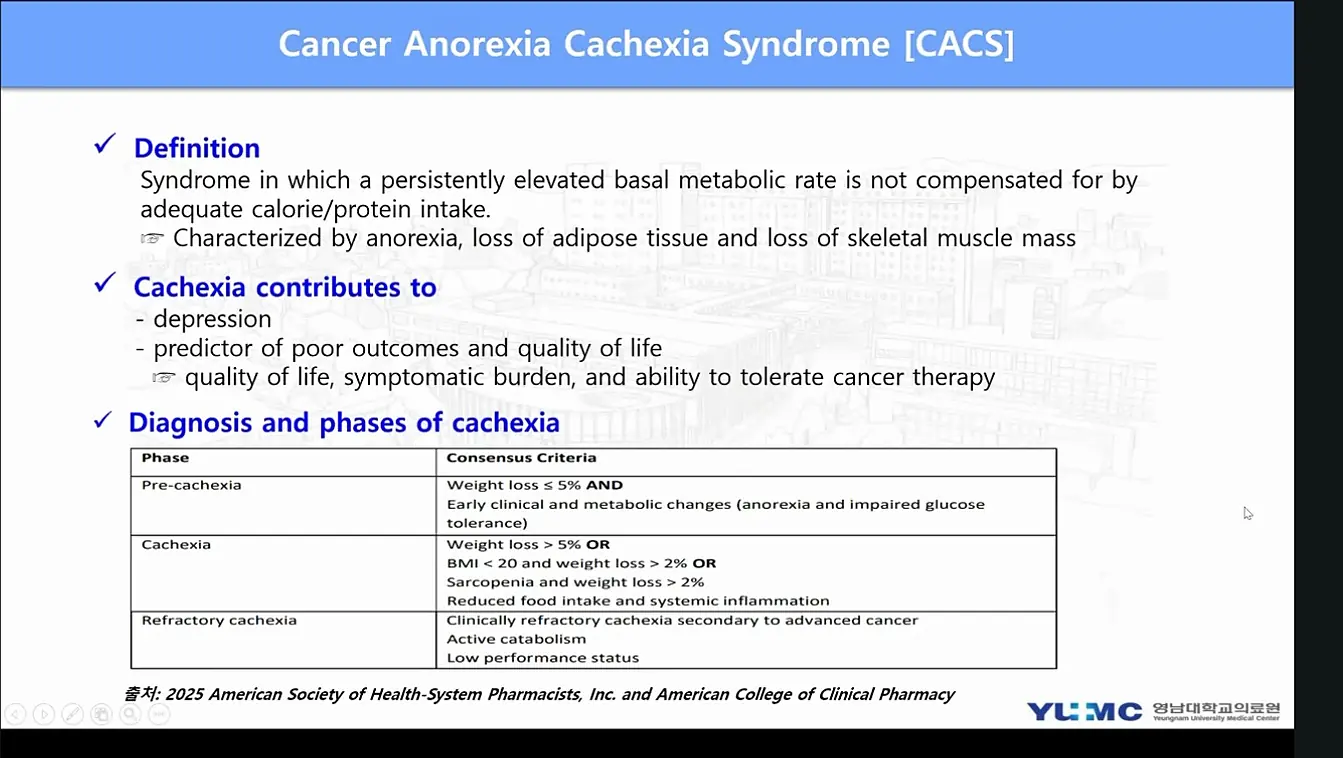 Cancer Anorexia Cachexia Syndrome [CACS]
✓ Definition
Syndrome in which a persistently elevated basal metabolic rate is not compensated for by
adequate calorie/protein intake.
☞ Characterized by anorexia, loss of adipose tissue and loss of skeletal muscle mass
✓ Cachexia contributes to
- depression
- predictor of poor outcomes and quality of life
☞ quality of life, symptomatic burden, and ability to tolerate cancer therapy
✓ Diagnosis and phases of cachexia
Phase Consensus Criteria
Pre-cachexia Weight loss ≤ 5% AND
Early clinical and metabolic changes (anorexia and impaired glucose
tolerance)
Cachexia Weight loss > 5% OR
BMI < 20 and weight loss > 2% OR
Sarcopenia and weight loss > 2%
Reduced food intake and systemic inflammation
Refractory cachexia Clinically refractory cachexia secondary to advanced cancer
Active catabolism
Low performance status
출처: 2025 American Society of Health-System Pharmacists, Inc. and American College of Clinical Pharmacy
YUMC 영남대학교의료원
Yeungnam University Medical Center